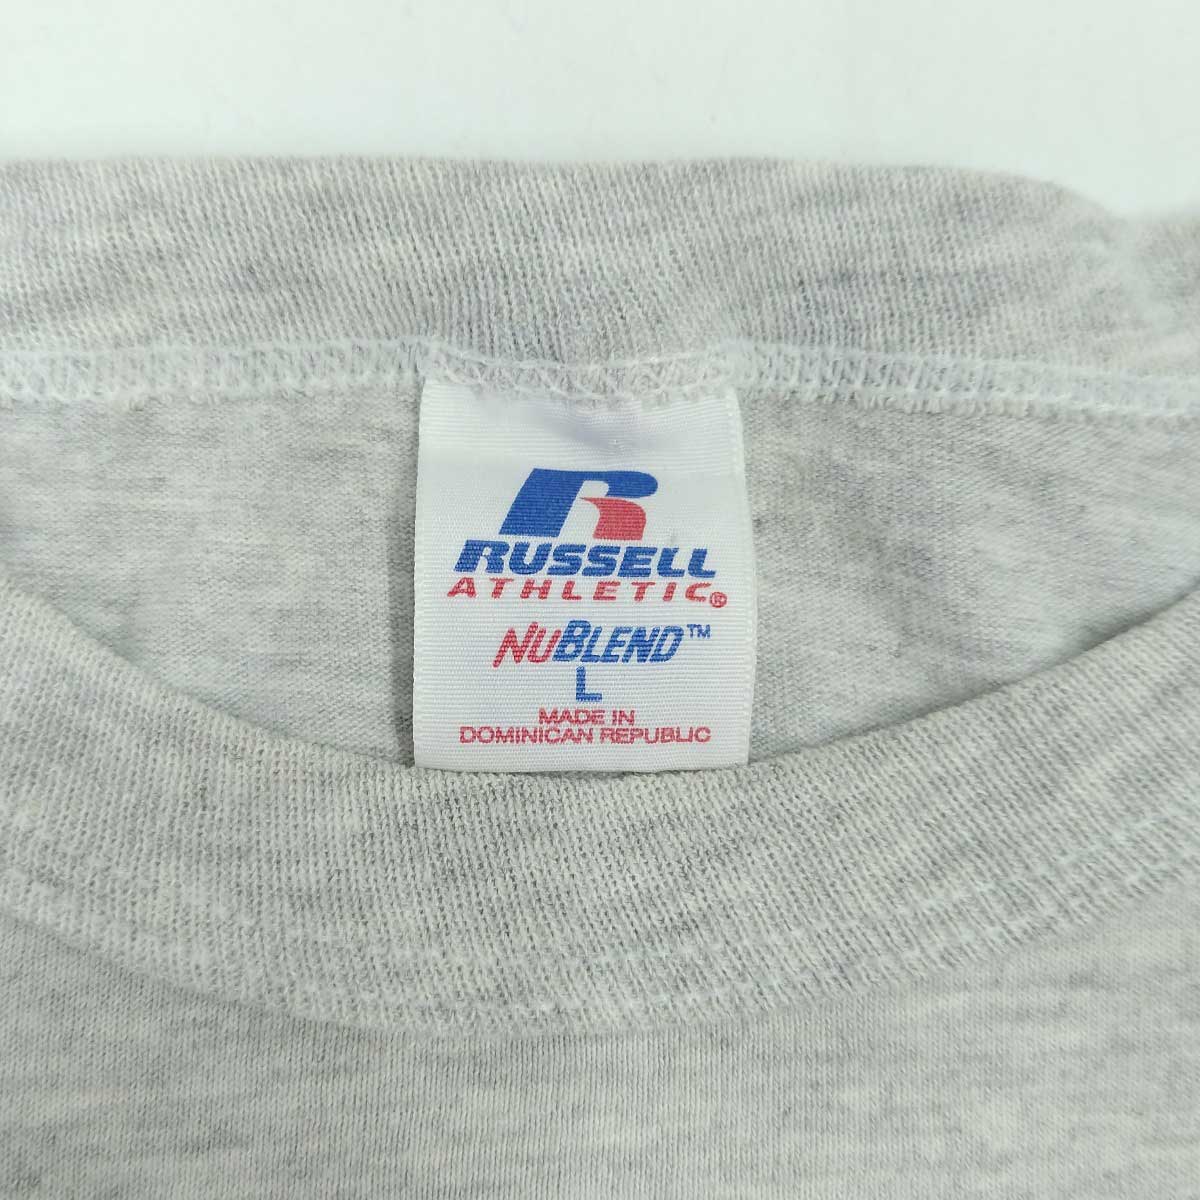 RUSSELL
ATHLETIC®
NUBLEND™
L
MADE IN
DOMINICAN REPUBLIC